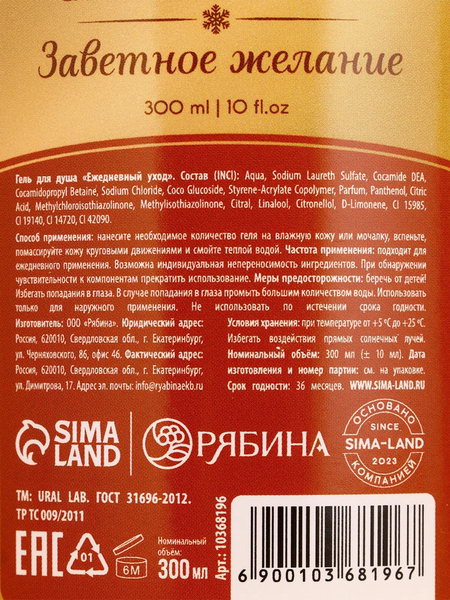 Заветное желание
300 ml | 10 fl.oz
Гель для душа «Ежедневный уход». Состав (INCI): Aqua, Sodium Laureth Sulfate, Cocamide DEA,
Cocamidopropyl Betaine, Sodium Chloride, Coco Glucoside, Styrene-Acrylate Copolymer, Parfum, Panthenol, Citric
Acid, Methylchloroisothiazolinone, Methylisothiazolinone, Citral, Linalool, Citronellol, D-Limonene, CI 15985,
CI 19140, CI 14720, CI 42090.
Способ применения: нанесите необходимое количество геля на влажную кожу или мочалку, вспеньте,
помассируйте кожу круговыми движениями и смойте теплой водой. Частота применения: подходит для
ежедневного применения. Возможна индивидуальная непереносимость ингредиентов. При обнаружении
чувствительности к компонентам прекратить использование. Меры предосторожности: беречь от детей!
Избегать попадания в глаза. В случае попадания в глаза промыть большим количеством воды. Использовать
только для наружного применения. Не использовать по истечении срока годности.
Изготовитель: ООО «Рябина». Юридический адрес:
Россия, 620010, Свердловская обл., г. Екатеринбург,
ул. Черняховского, 86, офис 46. Фактический адрес:
Россия, 620010, Свердловская обл., г. Екатеринбург,
ул. Димитрова, 17. Адрес эл. почты: info@ryabinaekb.ru
Условия хранения: при температуре от +5 °C до +25 °C.
Избегать воздействия прямых солнечных лучей.
Номинальный объём: 300 мл (± 10 мл). Дата
изготовления и номер партии: см. на упаковке.
Срок годности: 36 месяцев. WWW.SIMA-LAND.RU
SIMA
LAND
РЯБИНА
ОСНОВАНО
SINCE
SIMA-LAND
2023
КОМПАНИЕЙ
TM: URAL LAB. ГОСТ 31696-2012.
ТР ТС 009/2011
EAC
01
6M
Номинальный
объём:
300 мл
Арт.: 10368196
6 900103 681967